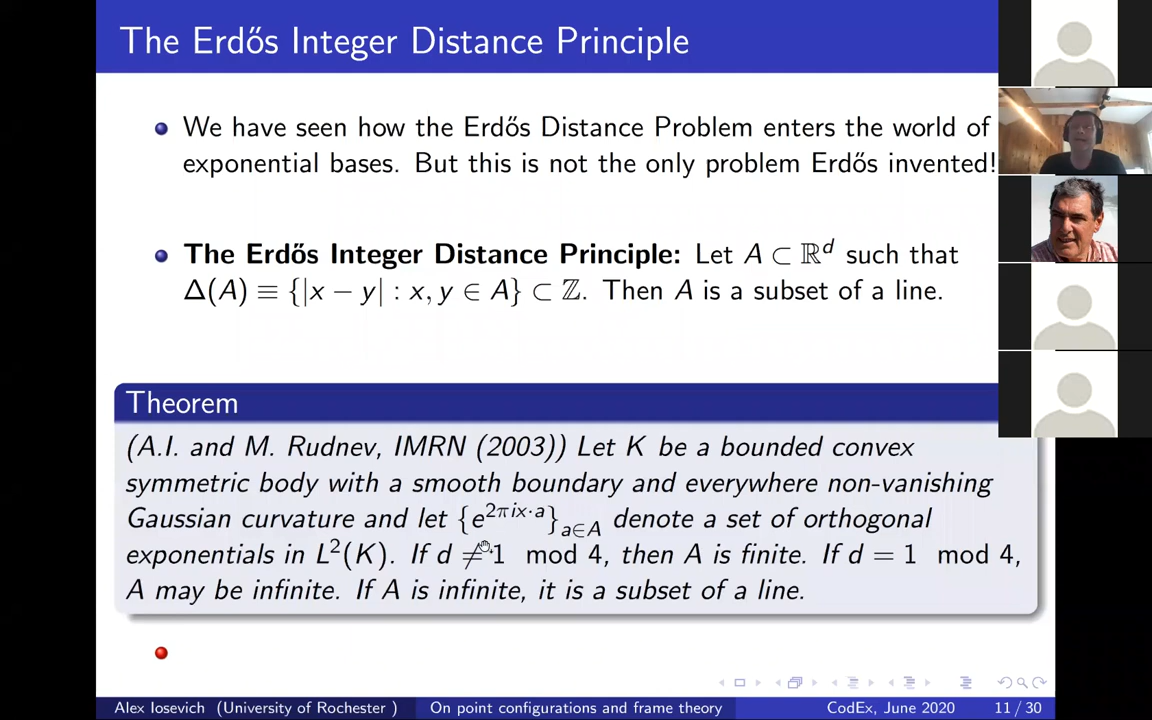 The Erdős Integer Distance Principle
We have seen how the Erdős Distance Problem enters the world of
exponential bases. But this is not the only problem Erdős invented!
The Erdős Integer Distance Principle: Let A ⊂ ℝ^d such that
Δ(A) ≡ {|x − y| : x, y ∈ A} ⊂ ℤ. Then A is a subset of a line.
Theorem
(A.I. and M. Rudnev, IMRN (2003)) Let K be a bounded convex
symmetric body with a smooth boundary and everywhere non-vanishing
Gaussian curvature and let {e^{2πix·a}}_{a∈A} denote a set of orthogonal
exponentials in L²(K). If d ≠ 1 mod 4, then A is finite. If d = 1 mod 4,
A may be infinite. If A is infinite, it is a subset of a line.
Alex Iosevich (University of Rochester ) On point configurations and frame theory CodEx, June 2020 11 / 30